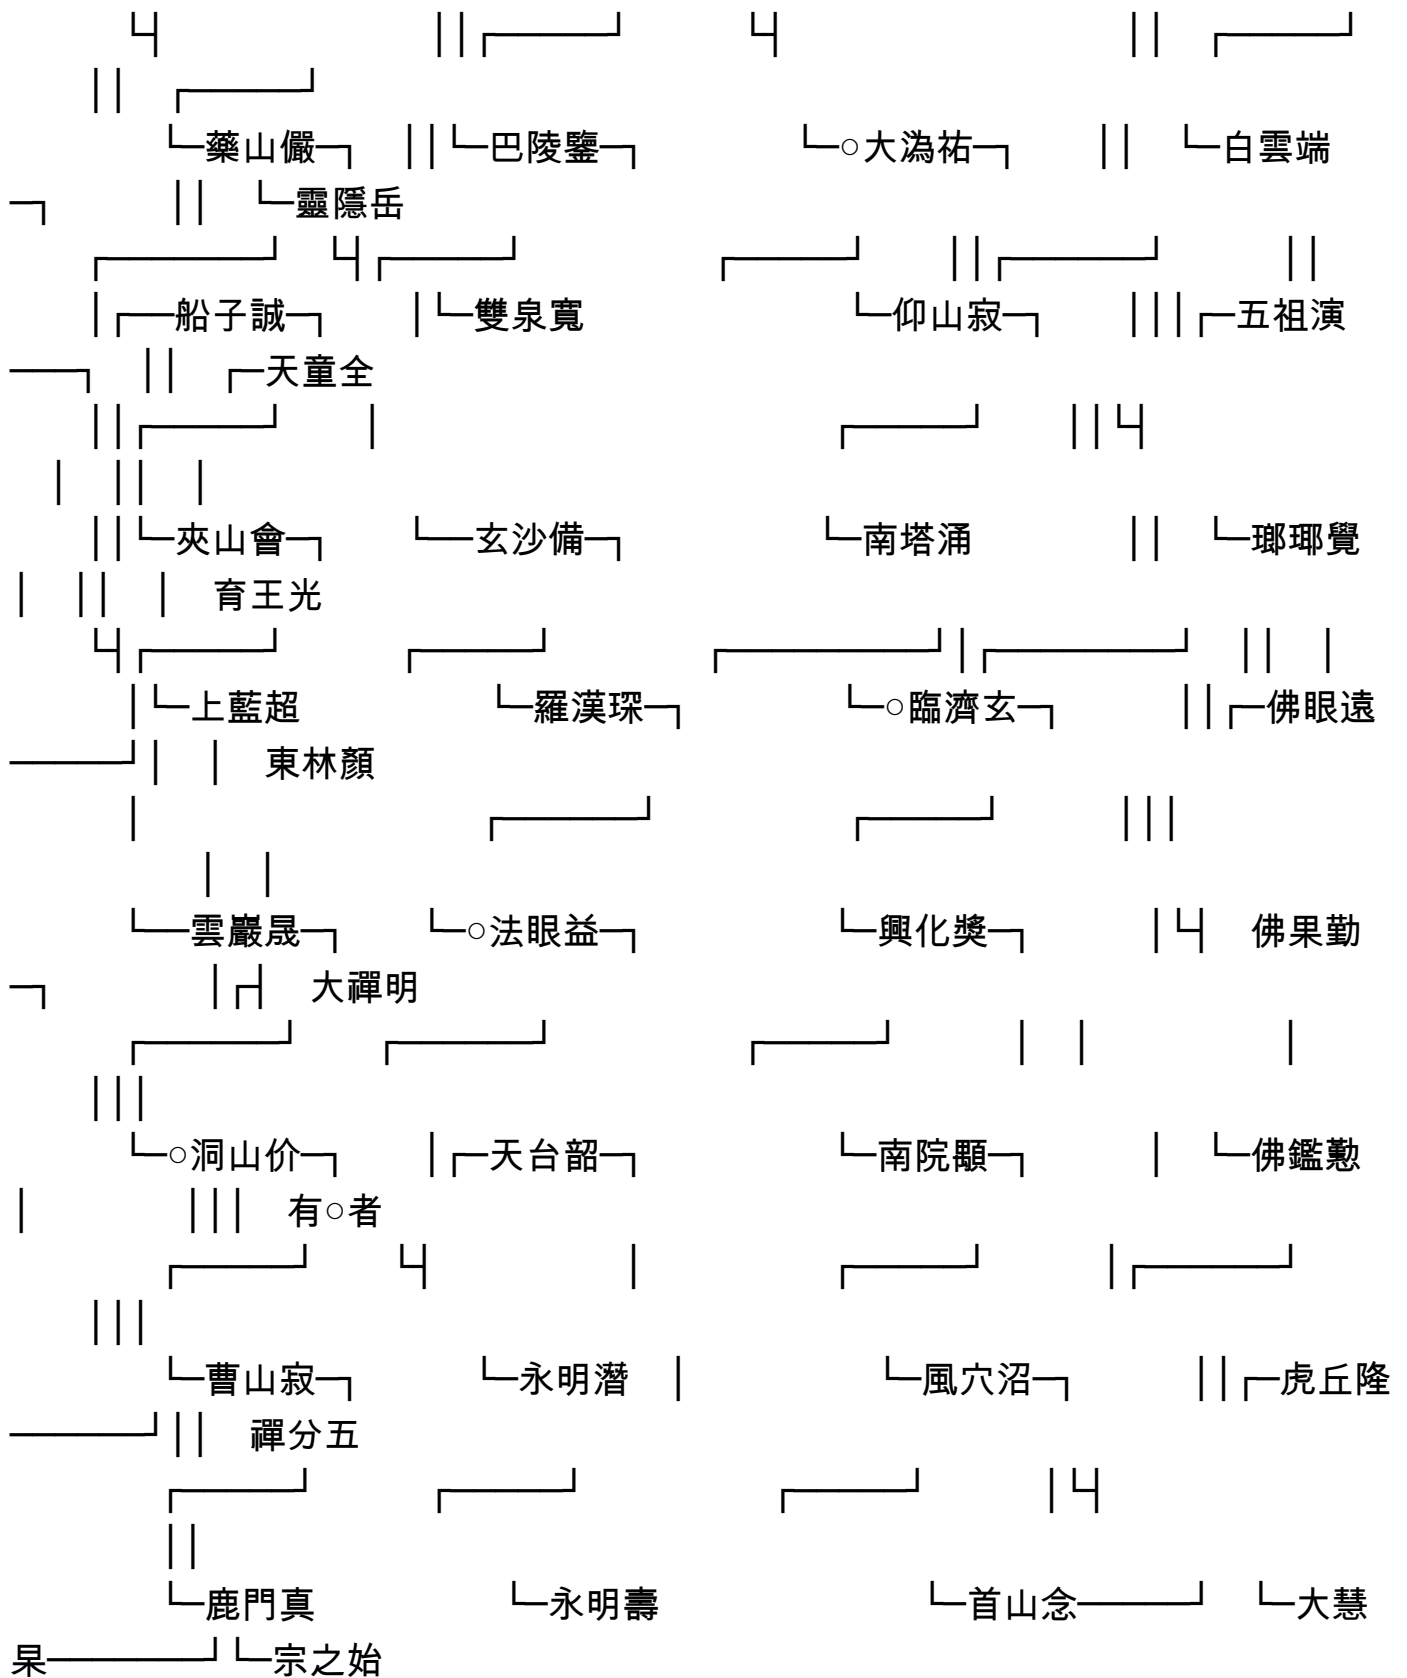 └┤ ││┌────┘ └┤ ││ ┌────┘
││ ┌────┘
└─藥山儼─┐ ││└─巴陵鑒─┐ └─○大溈祐─┐ ││ └─白雲端
─┐ ││ └─靈隱岳
┌─────┘ └┤┌────┘ ┌────┘ ││┌─────┘ ││
│┌──船子誠─┐ │└─雙泉寬 └─仰山寂─┐ │││┌─五祖演
───┐ ││ ┌─天童全
││┌────┘ │ ┌────┘ ││└┤
│ ││ │
││└─夾山會─┐ └──玄沙備─┐ └─南塔涌 ││ └─瑯琊覺
│ ││ │ 育王光
└┤┌────┘ ┌────┘ ┌───────┘│┌──────┘ ││ │
│└─上藍超 └─羅漢琛─┐ └─○臨濟玄─┐ ││┌─佛眼遠
────┘│ │ 東林顏
│ ┌─────┘ ┌────┘ │││
│ │
└──雲巖晟─┐ └─○法眼益─┐ └─興化獎─┐ │└┤ 佛果勤
─┐ │┌┤ 大禪明
┌─────┘ ┌─────┘ ┌────┘ │ │ │
│││
└─○洞山价─┐ │┌─天台韶─┐ └─南院顒─┐ │ └─佛鑑懃
│ │││ 有○者
┌────┘ └┤ │ ┌────┘ │┌─────┘
│││
└─曹山寂─┐ └─永明潛 │ └─風穴沼─┐ ││┌─虎丘隆
─────┘││ 禪分五
┌────┘ ┌────┘ ┌────┘ │└┤
││
└─鹿門真 └─永明壽 └─首山念────┘ └─大慧
杲──────┘└─宗之始